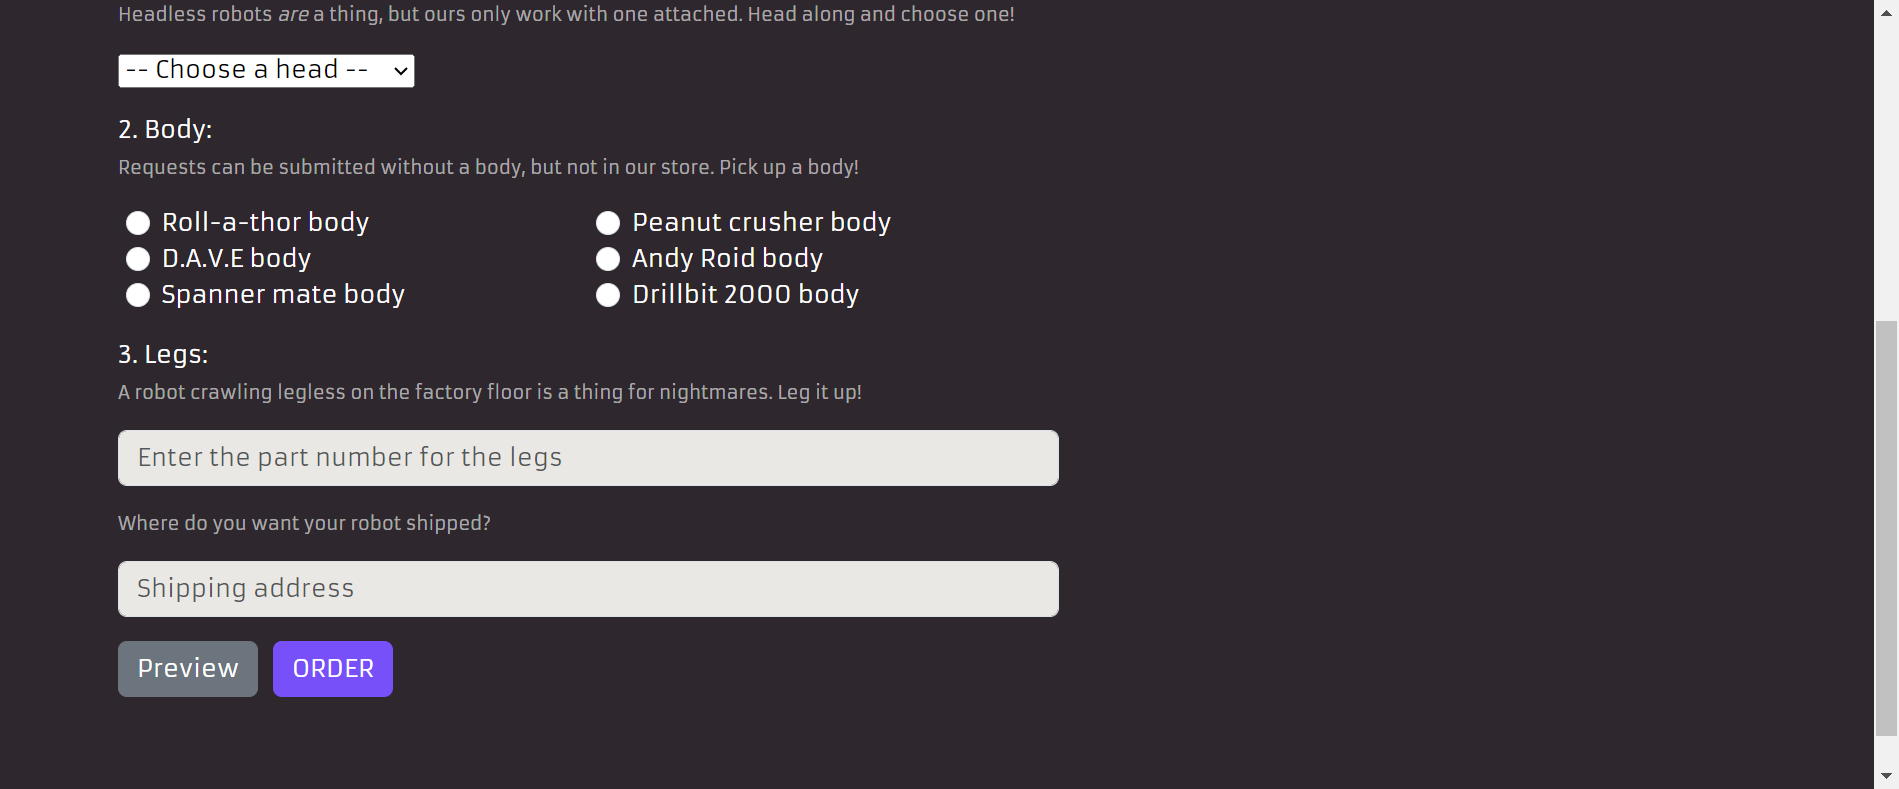 Headless robots are a thing, but ours only work with one attached. Head along and choose one!
-- Choose a head --
2. Body:
Requests can be submitted without a body, but not in our store. Pick up a body!
Roll-a-thor body
Peanut crusher body
D.A.V.E body
Andy Roid body
Spanner mate body
Drillbit 2000 body
3. Legs:
A robot crawling legless on the factory floor is a thing for nightmares. Leg it up!
Enter the part number for the legs
Where do you want your robot shipped?
Shipping address
Preview
ORDER